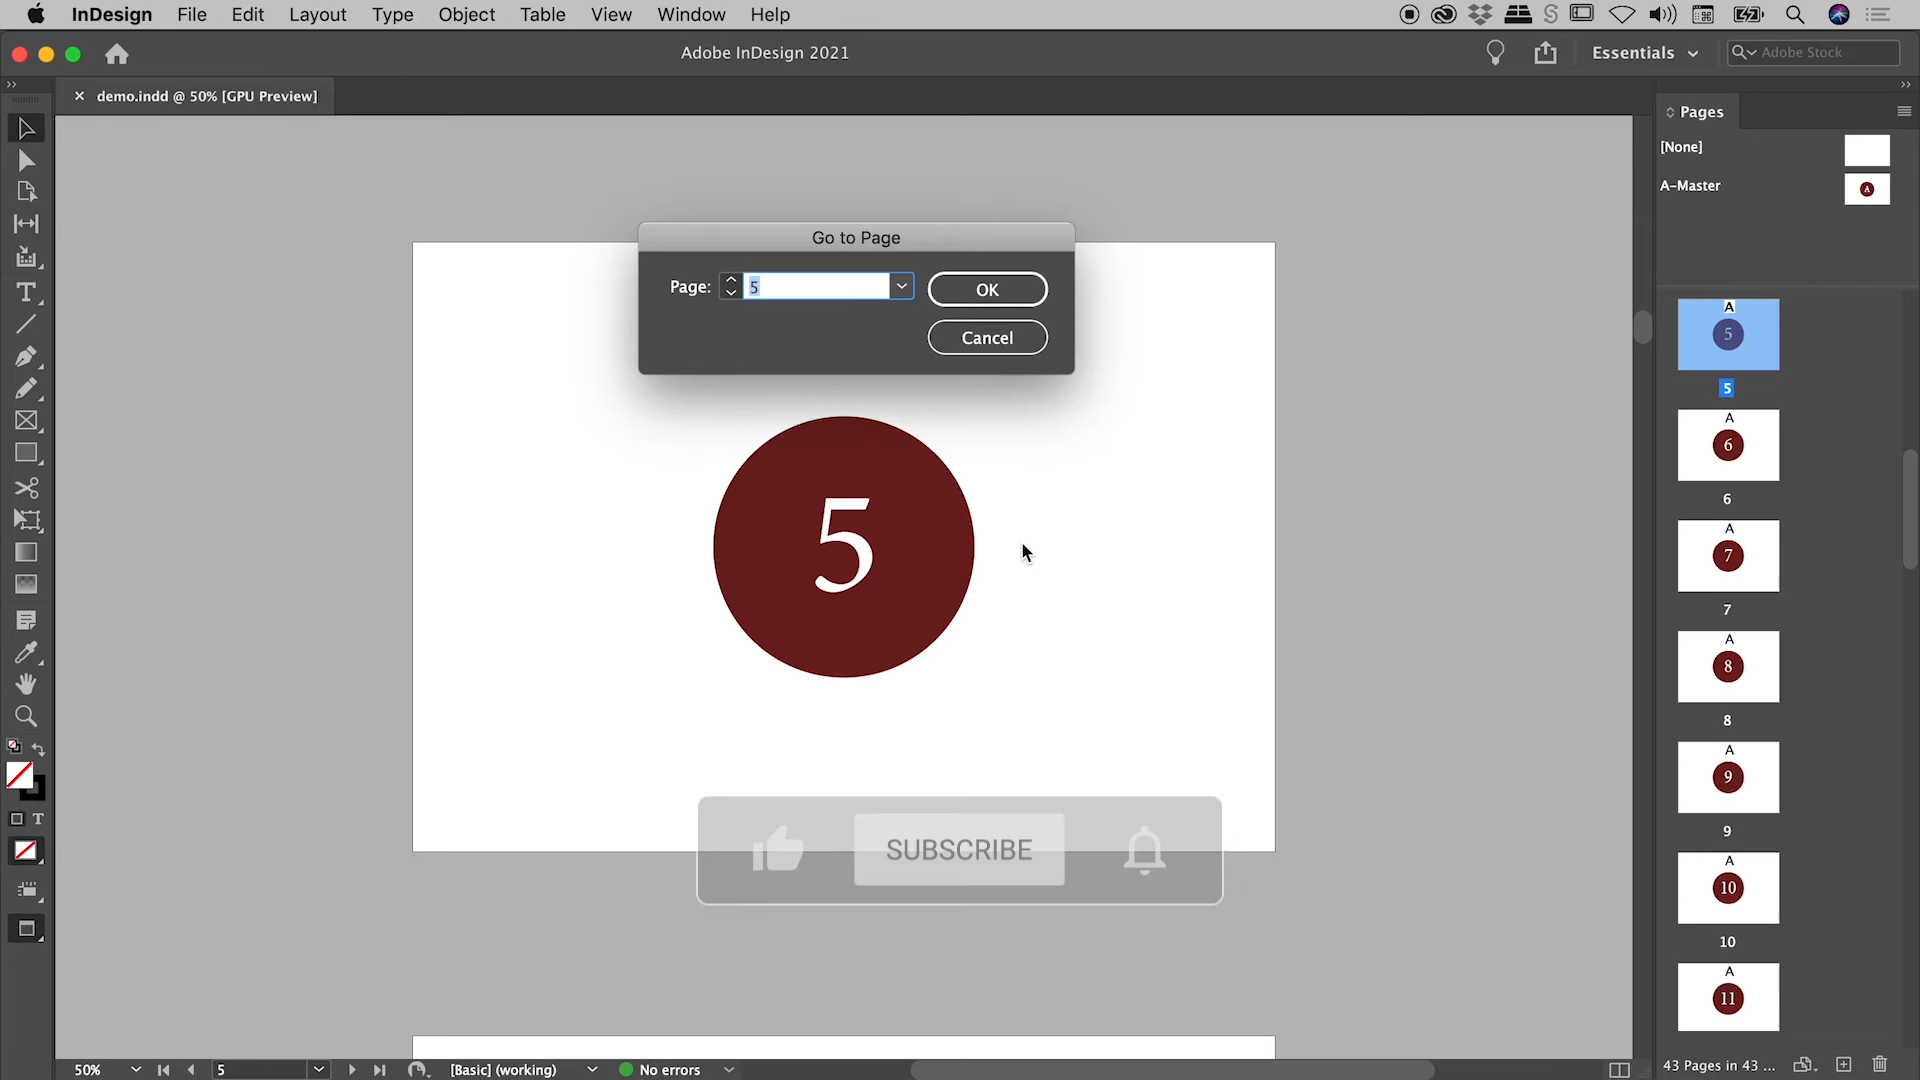 InDesign File Edit Layout Type Object Table View Window Help
Adobe InDesign 2021
Essentials
Adobe Stock
demo.indd @ 50% [GPU Preview]
Pages
[None]
A-Master
A
Go to Page
Page: 5
OK
Cancel
5
SUBSCRIBE
A
5
5
A
6
6
A
7
7
A
8
8
A
9
9
A
10
10
A
11
T
T
50%
5
[Basic] (working)
No errors
43 Pages in 43 ...